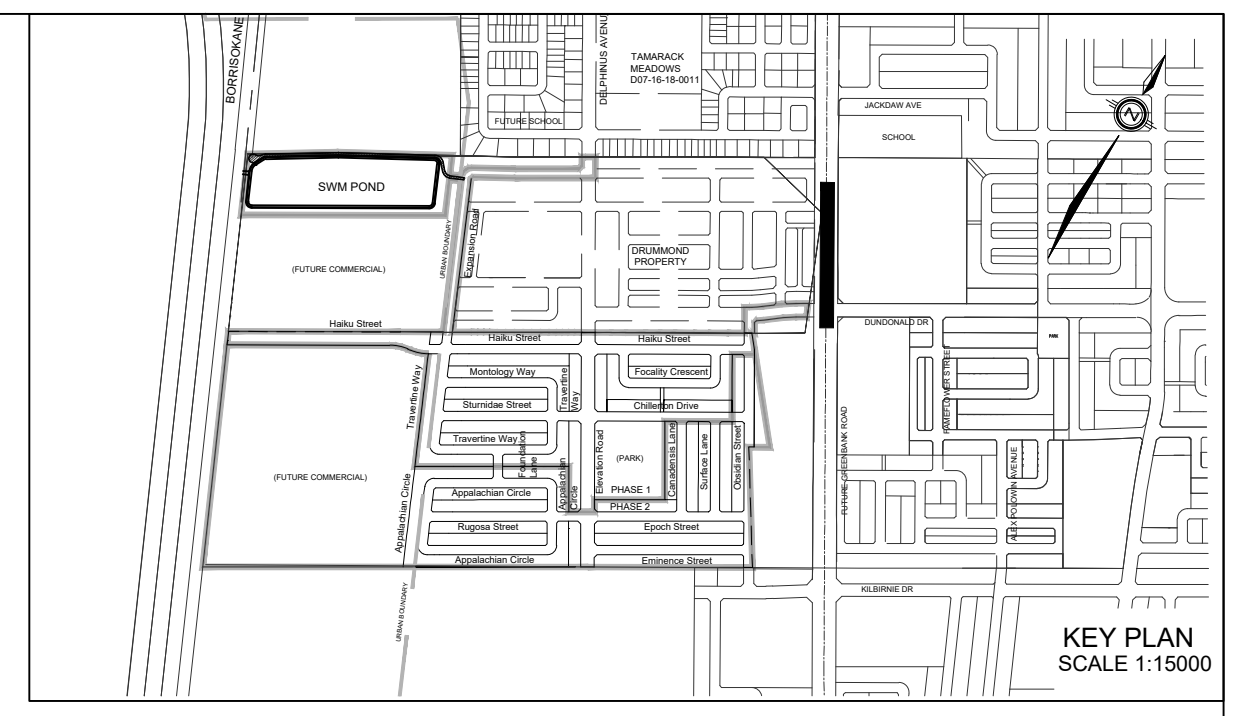 BORRISOKANE
DELPHINUS AVENU
TAMARACK
MEADOWS
D07-16-18-0011
FUTURE SCHOOL
JACKDAW AVE
SCHOOL
SWM POND
URBAN BOUNDARY
Expansion Road
DRUMMOND
PROPERTY
(FUTURE COMMERCIAL)
Haiku Street
Haiku Street
Haiku Street
DUNDONALD DR
PARK
Montology Way
Travertine
Way
Focality Crescent
Travertine Way
Sturnidae Street
Chillerton Drive
FAMEFLOWER STREET
Travertine Way
Foundation
Lane
Elevation Road
(PARK)
Canadensis Lane
Surface Lane
Obsidian Street
FUTURE GREENBANK ROAD
(FUTURE COMMERCIAL)
Appalachian Circle
Appalachian Circle
Appalachian
Circle
PHASE 1
PHASE 2
ALEX POLOWIN AVENUE
Rugosa Street
Epoch Street
Appalachian Circle
Eminence Street
URBAN BOUNDARY
KILBIRNIE DR
KEY PLAN
SCALE 1:15000